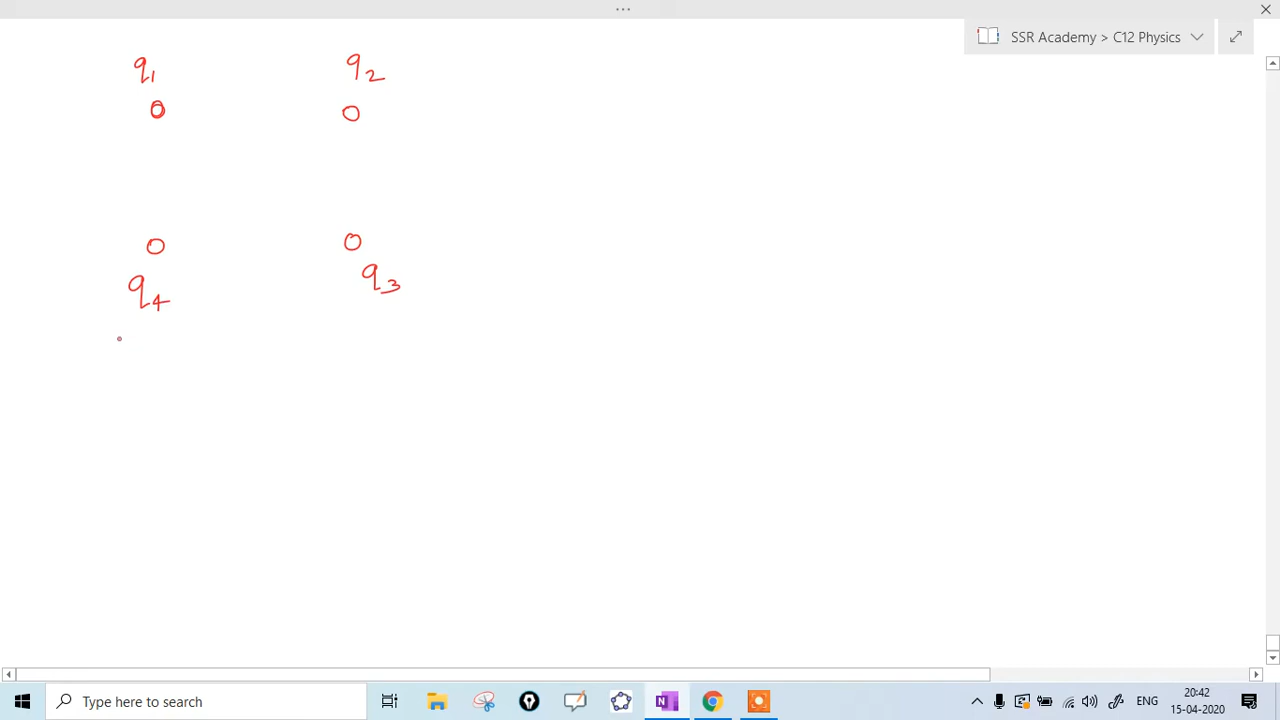 SSR Academy > C12 Physics
q1 q2
q4 q3
Type here to search
ENG
20:42
15-04-2020